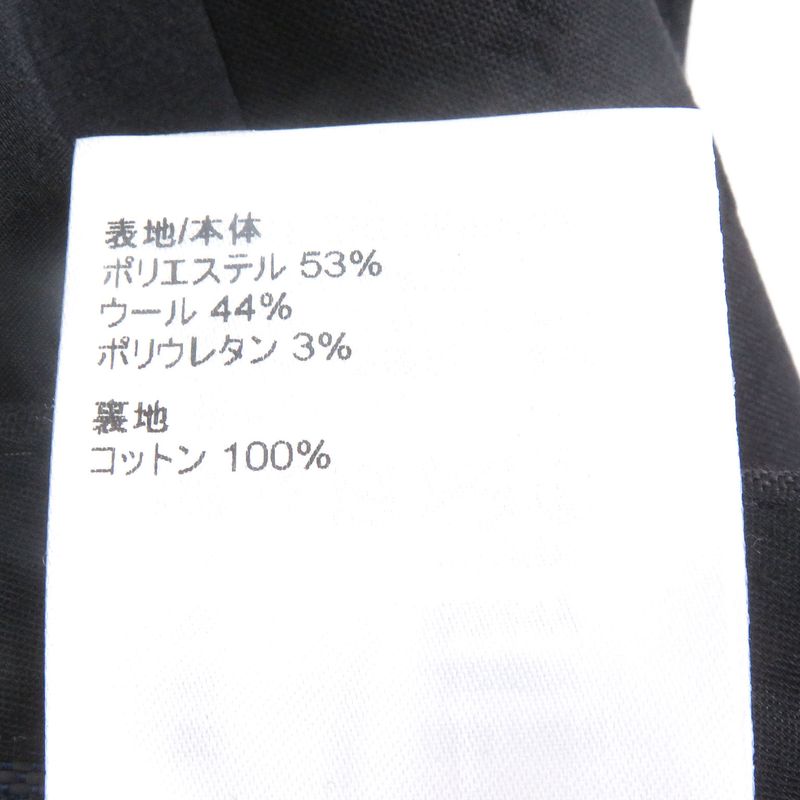 表地/本体
ポリエステル 53%
ウール 44%
ポリウレタン 3%
裏地
コットン 100%